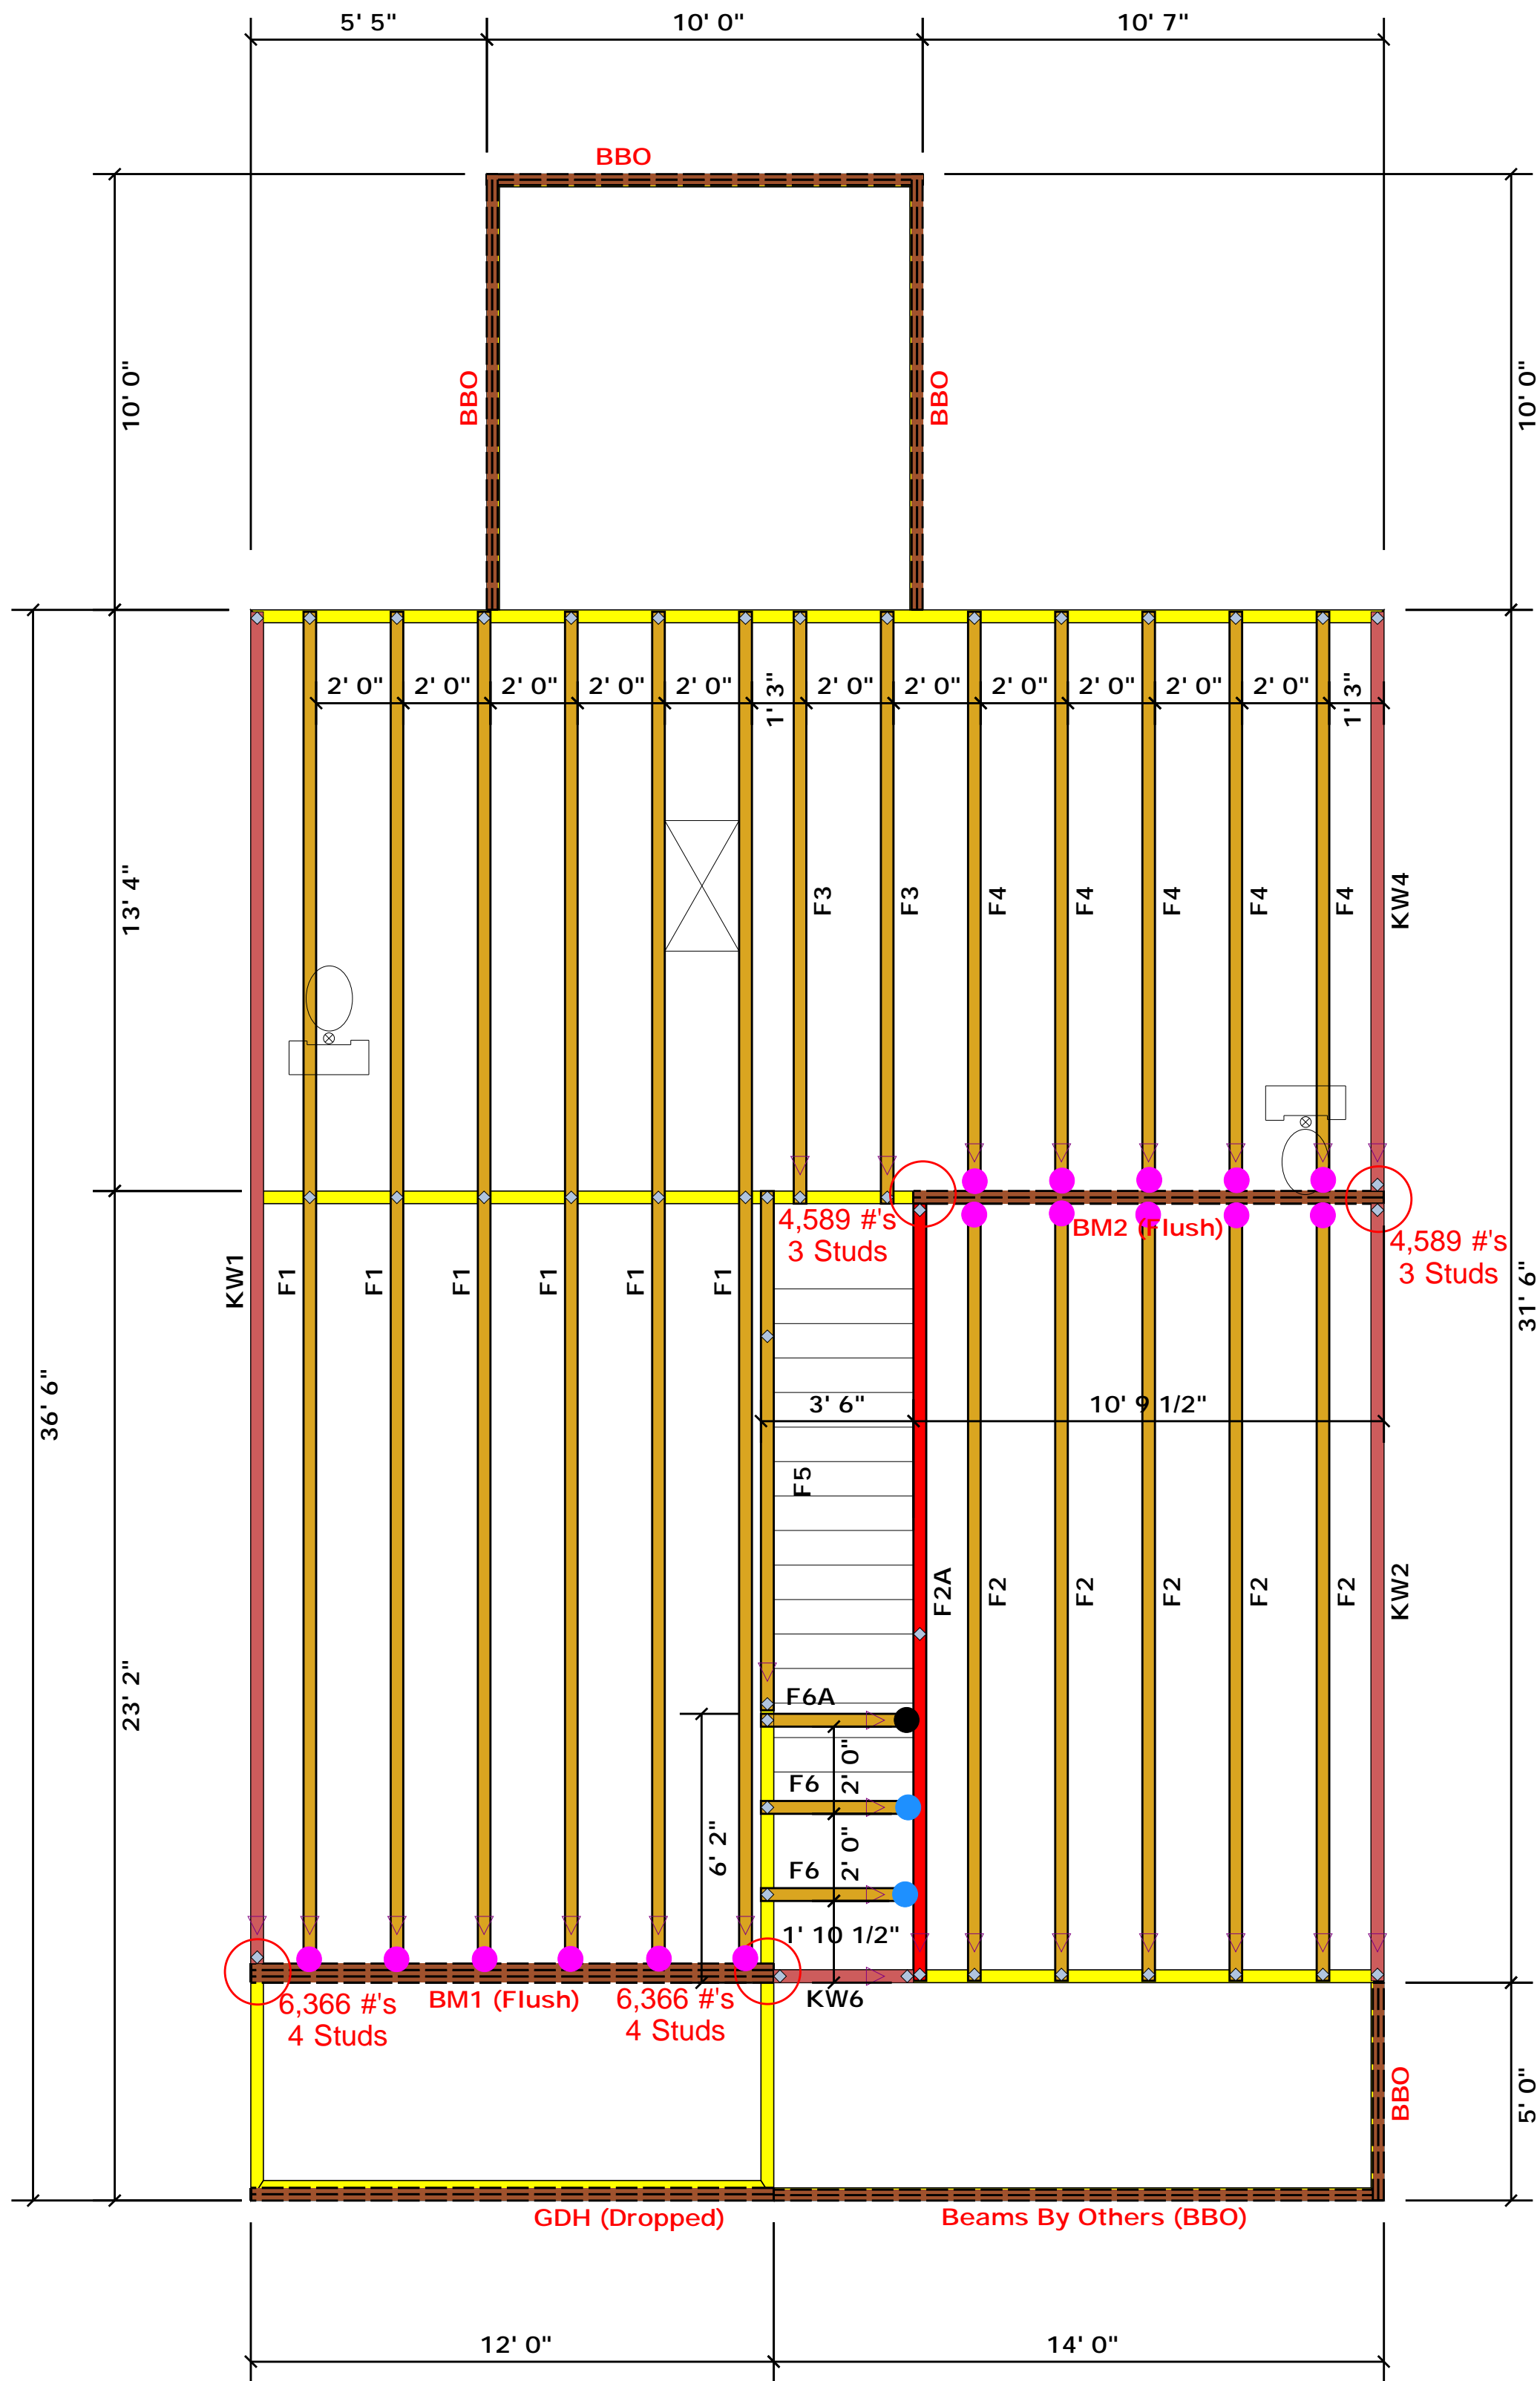 5' 5"
10' 0"
10' 7"
BBO
BBO
BBO
10' 0"
10' 0"
2' 0"
2' 0"
2' 0"
2' 0"
2' 0"
1' 3"
2' 0"
2' 0"
2' 0"
2' 0"
2' 0"
2' 0"
1' 3"
13' 4"
F3
F3
F4
F4
F4
F4
F4
KW4
4,589 #'s
3 Studs
BM2 (Flush)
4,589 #'s
3 Studs
KW1
F1
F1
F1
F1
F1
F1
31' 6"
36' 6"
3' 6"
10' 9 1/2"
F5
F2A
F2
F2
F2
F2
F2
KW2
23' 2"
F6A
2' 0"
F6
6' 2"
2' 0"
F6
1' 10 1/2"
6,366 #'s
4 Studs
BM1 (Flush)
6,366 #'s
4 Studs
KW6
BBO
5' 0"
GDH (Dropped)
Beams By Others (BBO)
12' 0"
14' 0"